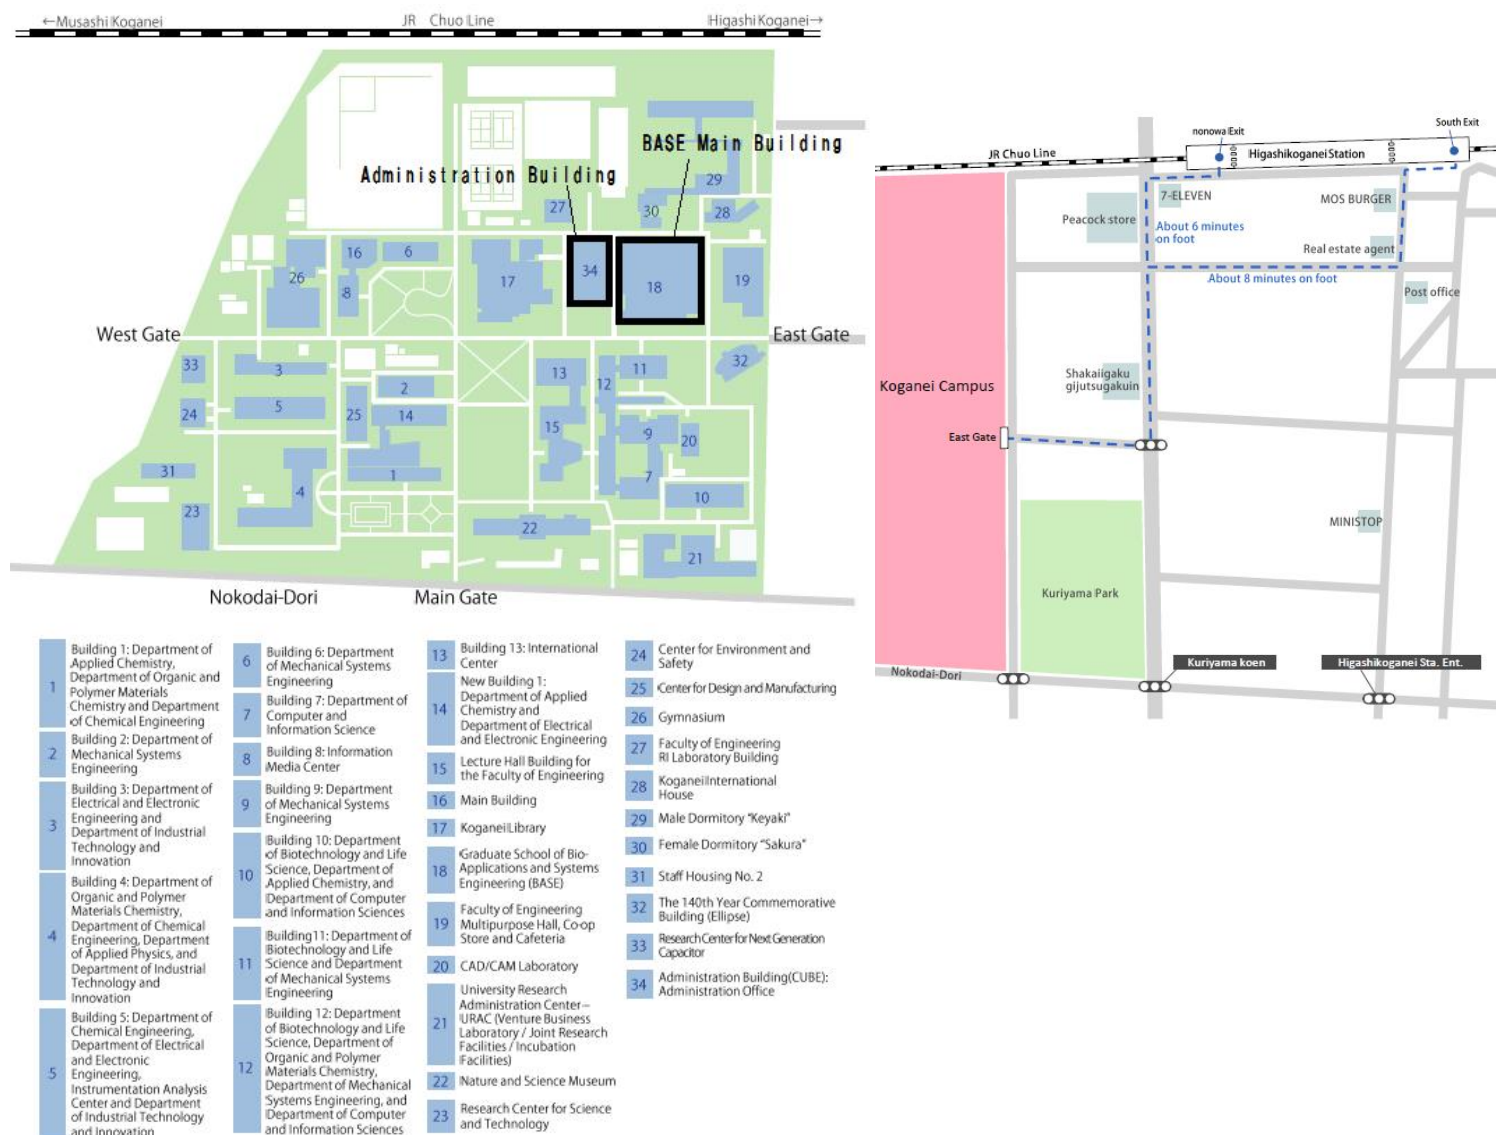 ←Musashi Koganei
JR Chuo Line
Higashi Koganei→
BASE Main Building
Administration Building
29
27
30
28
16
6
26
8
17
34
18
19
West Gate
East Gate
33
3
2
13
12
11
32
24
5
25
14
15
9
20
31
4
1
7
10
23
22
21
Nokodai-Dori
Main Gate
1
Building 1: Department of
Applied Chemistry,
Department of Organic and
Polymer Materials
Chemistry and Department
of Chemical Engineering
2
Building 2: Department of
Mechanical Systems
Engineering
3
Building 3: Department of
Electrical and Electronic
Engineering and
Department of Industrial
Technology and
Innovation
4
Building 4: Department of
Organic and Polymer
Materials Chemistry,
Department of Chemical
Engineering, Department
of Applied Physics, and
Department of Industrial
Technology and
Innovation
5
Building 5: Department of
Chemical Engineering,
Department of Electrical
and Electronic
Engineering,
Instrumentation Analysis
Center and Department
of Industrial Technology
and Innovation
6
Building 6: Department
of Mechanical Systems
Engineering
7
Building 7: Department of
Computer and
Information Science
8
Building 8: Information
Media Center
9
Building 9: Department
of Mechanical Systems
Engineering
10
Building 10: Department
of Biotechnology and Life
Science, Department of
Applied Chemistry, and
Department of Computer
and Information Sciences
11
Building11: Department of
Biotechnology and Life
Science and Department
of Mechanical Systems
Engineering
12
Building 12: Department
of Biotechnology and Life
Science, Department of
Organic and Polymer
Materials Chemistry,
Department of Mechanical
Systems Engineering, and
Department of Computer
and Information Sciences
13
Building 13: International
Center
14
New Building 1:
Department of Applied
Chemistry and
Department of Electrical
and Electronic Engineering
15
Lecture Hall Building for
the Faculty of Engineering
16
Main Building
17
Koganei Library
18
Graduate School of Bio-
Applications and Systems
Engineering (BASE)
19
Faculty of Engineering
Multipurpose Hall, Co-op
Store and Cafeteria
20
CAD/CAM Laboratory
21
University Research
Administration Center—
URAC (Venture Business
Laboratory / Joint Research
Facilities / Incubation
Facilities)
22
Nature and Science Museum
23
Research Center for Science
and Technology
24
Center for Environment and
Safety
25
Center for Design and Manufacturing
26
Gymnasium
27
Faculty of Engineering
RI Laboratory Building
28
Koganei International
House
29
Male Dormitory "Keyaki"
30
Female Dormitory "Sakura"
31
Staff Housing No. 2
32
The 140th Year Commemorative
Building (Ellipse)
33
Research Center for Next Generation
Capacitor
34
Administration Building(CUBE):
Administration Office
South Exit
nonowa Exit
JR Chuo Line
Higashikoganei Station
7-ELEVEN
MOS BURGER
Peacock store
About 6 minutes
on foot
Real estate agent
About 8 minutes on foot
Post office
Shakaiigaku
gijutsugakuin
Koganei Campus
East Gate
MINISTOP
Kuriyama Park
Kuriyama koen
Higashikoganei Sta. Ent.
Nokodai-Dori